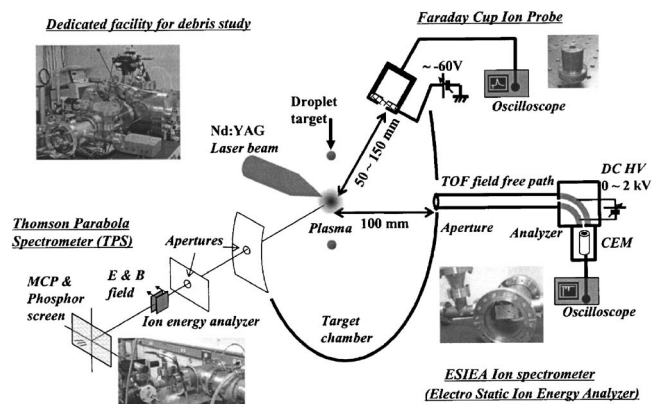 Dedicated facility for debris study
Faraday Cup Ion Probe
~ -60V
Oscilloscope
Droplet
target
Nd:YAG
Laser beam
50 ~ 150 mm
DC HV
0 ~ 2 kV
TOF field free path
100 mm
Plasma
Aperture
Analyzer
CEM
Thomson Parabola
Spectrometer (TPS)
Apertures
MCP &
Phosphor
screen
E & B
field
Ion energy analyzer
Target
chamber
Oscilloscope
ESIEA Ion spectrometer
(Electro Static Ion Energy Analyzer)